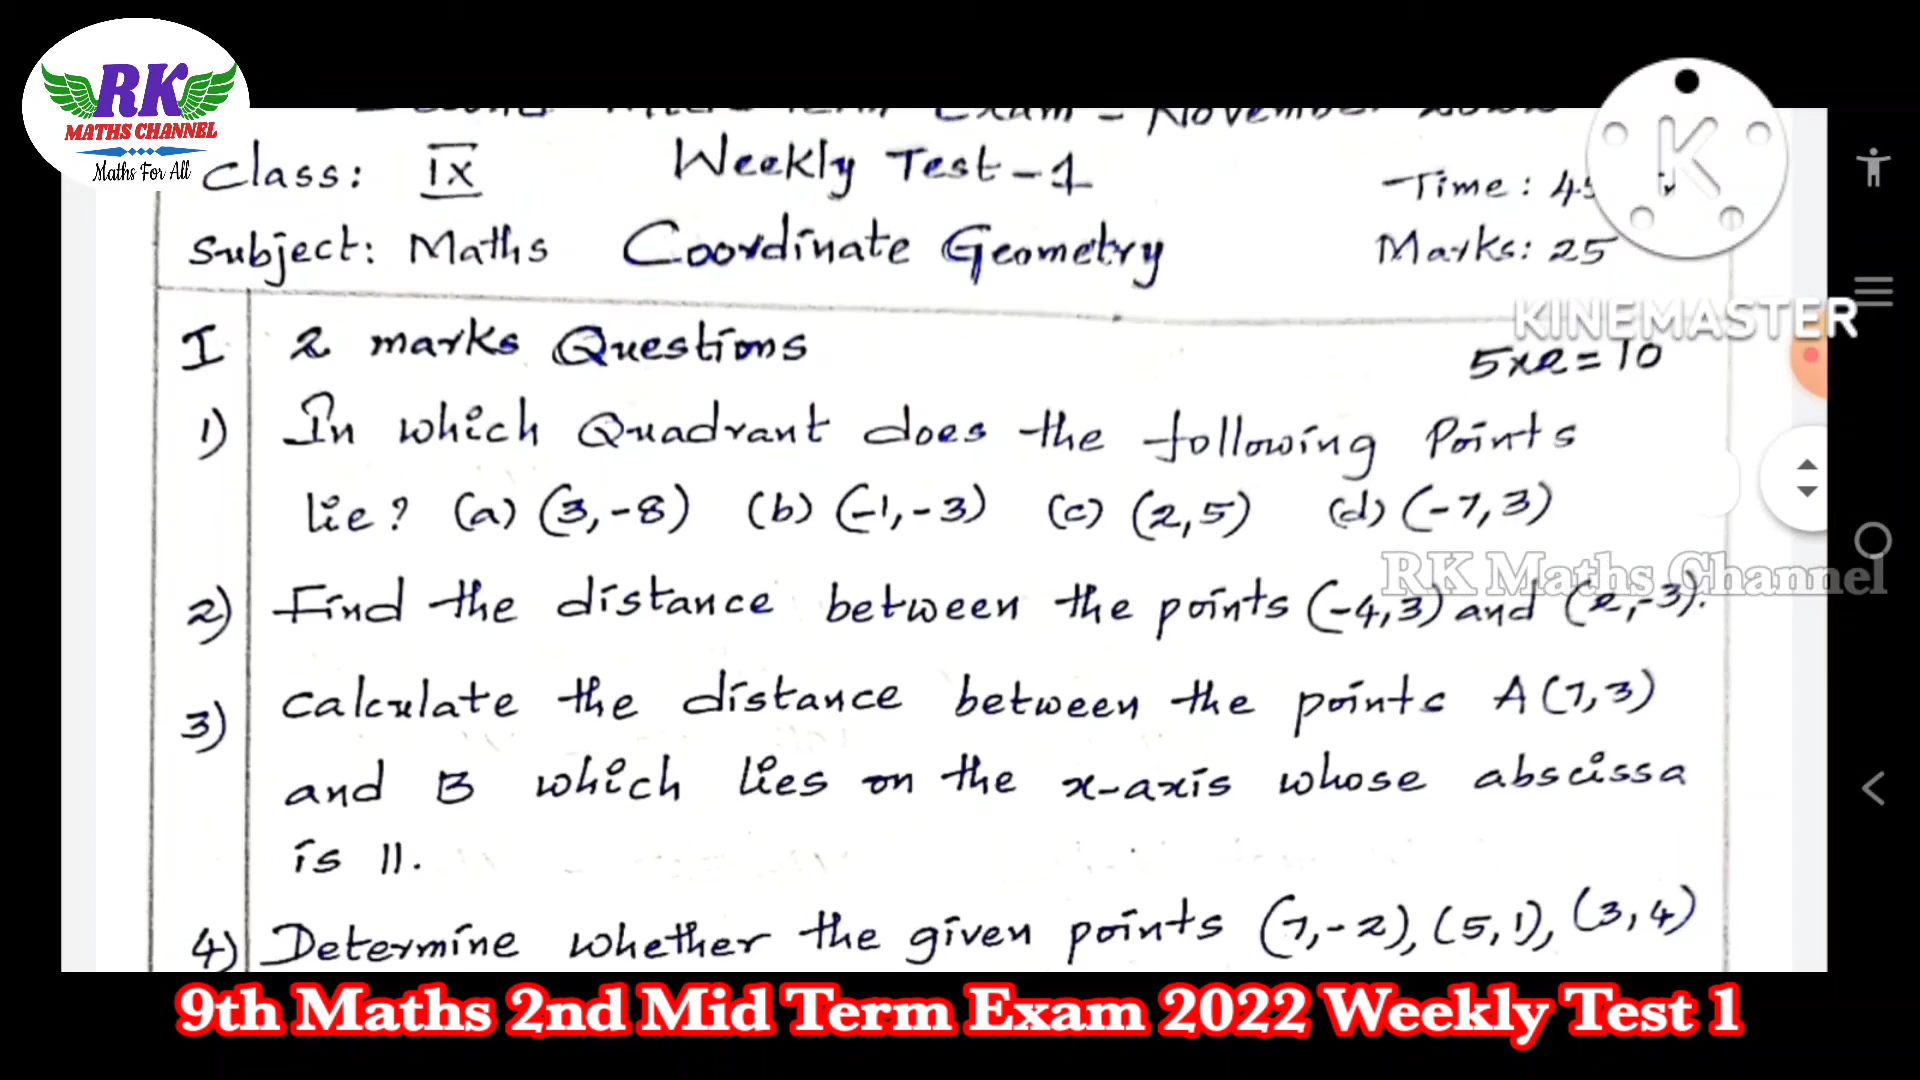 RK
MATHS CHANNEL
Maths For All
Exam - November
Class: IX Weekly Test-1 Time: 45
Subject: Maths Coordinate Geometry Marks: 25
K
KINEMASTER
I 2 marks Questions 5x2=10
1) In which Quadrant does the following Points
lie? (a) (3,-8) (b) (-1,-3) (c) (2,5) (d) (-7,3)
RK Maths Channel
2) Find the distance between the points (-4,3) and (2,-3).
3) Calculate the distance between the points A(7,3)
and B which lies on the x-axis whose abscissa
is 11.
4) Determine whether the given points (7,-2), (5,1), (3,4)
9th Maths 2nd Mid Term Exam 2022 Weekly Test 1